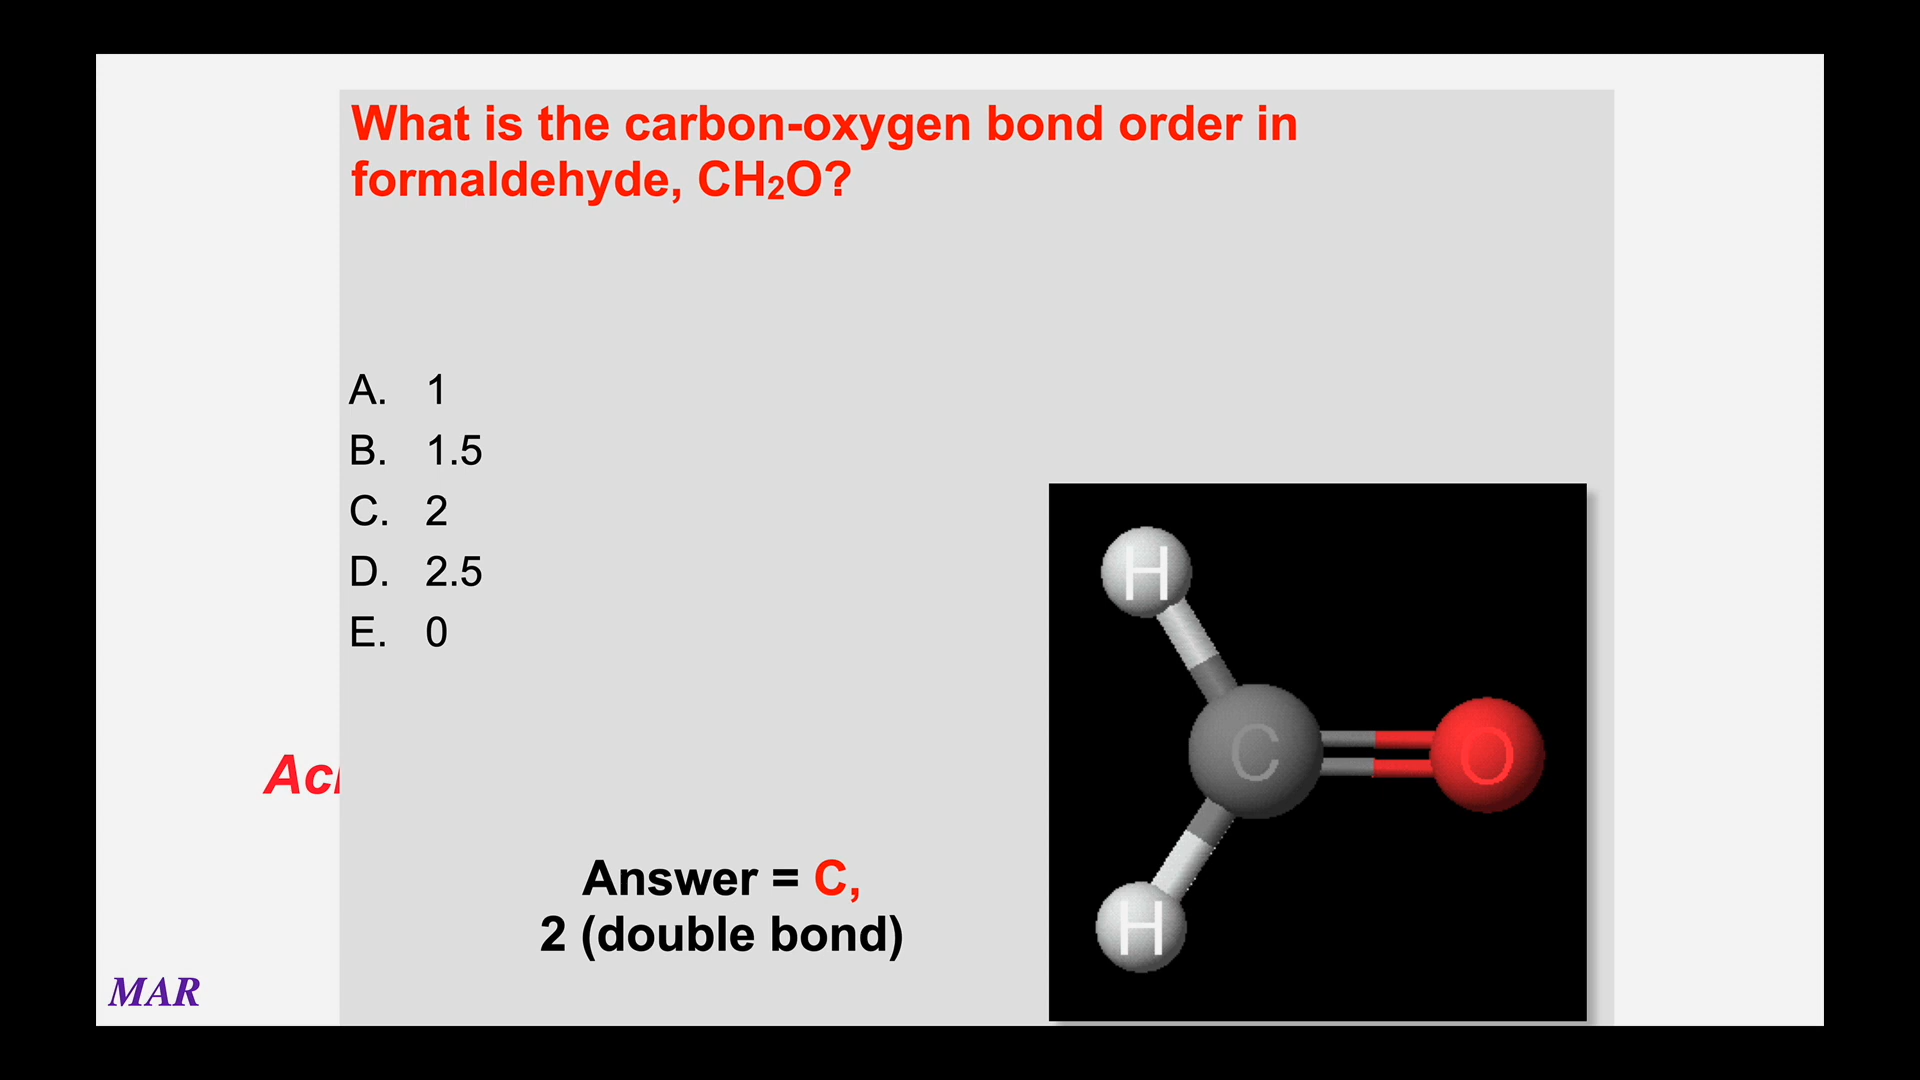 What is the carbon-oxygen bond order in
formaldehyde, CH₂O?
A. 1
B. 1.5
C. 2
D. 2.5
E. 0
H
C
O
H
Answer = C,
2 (double bond)
MAR